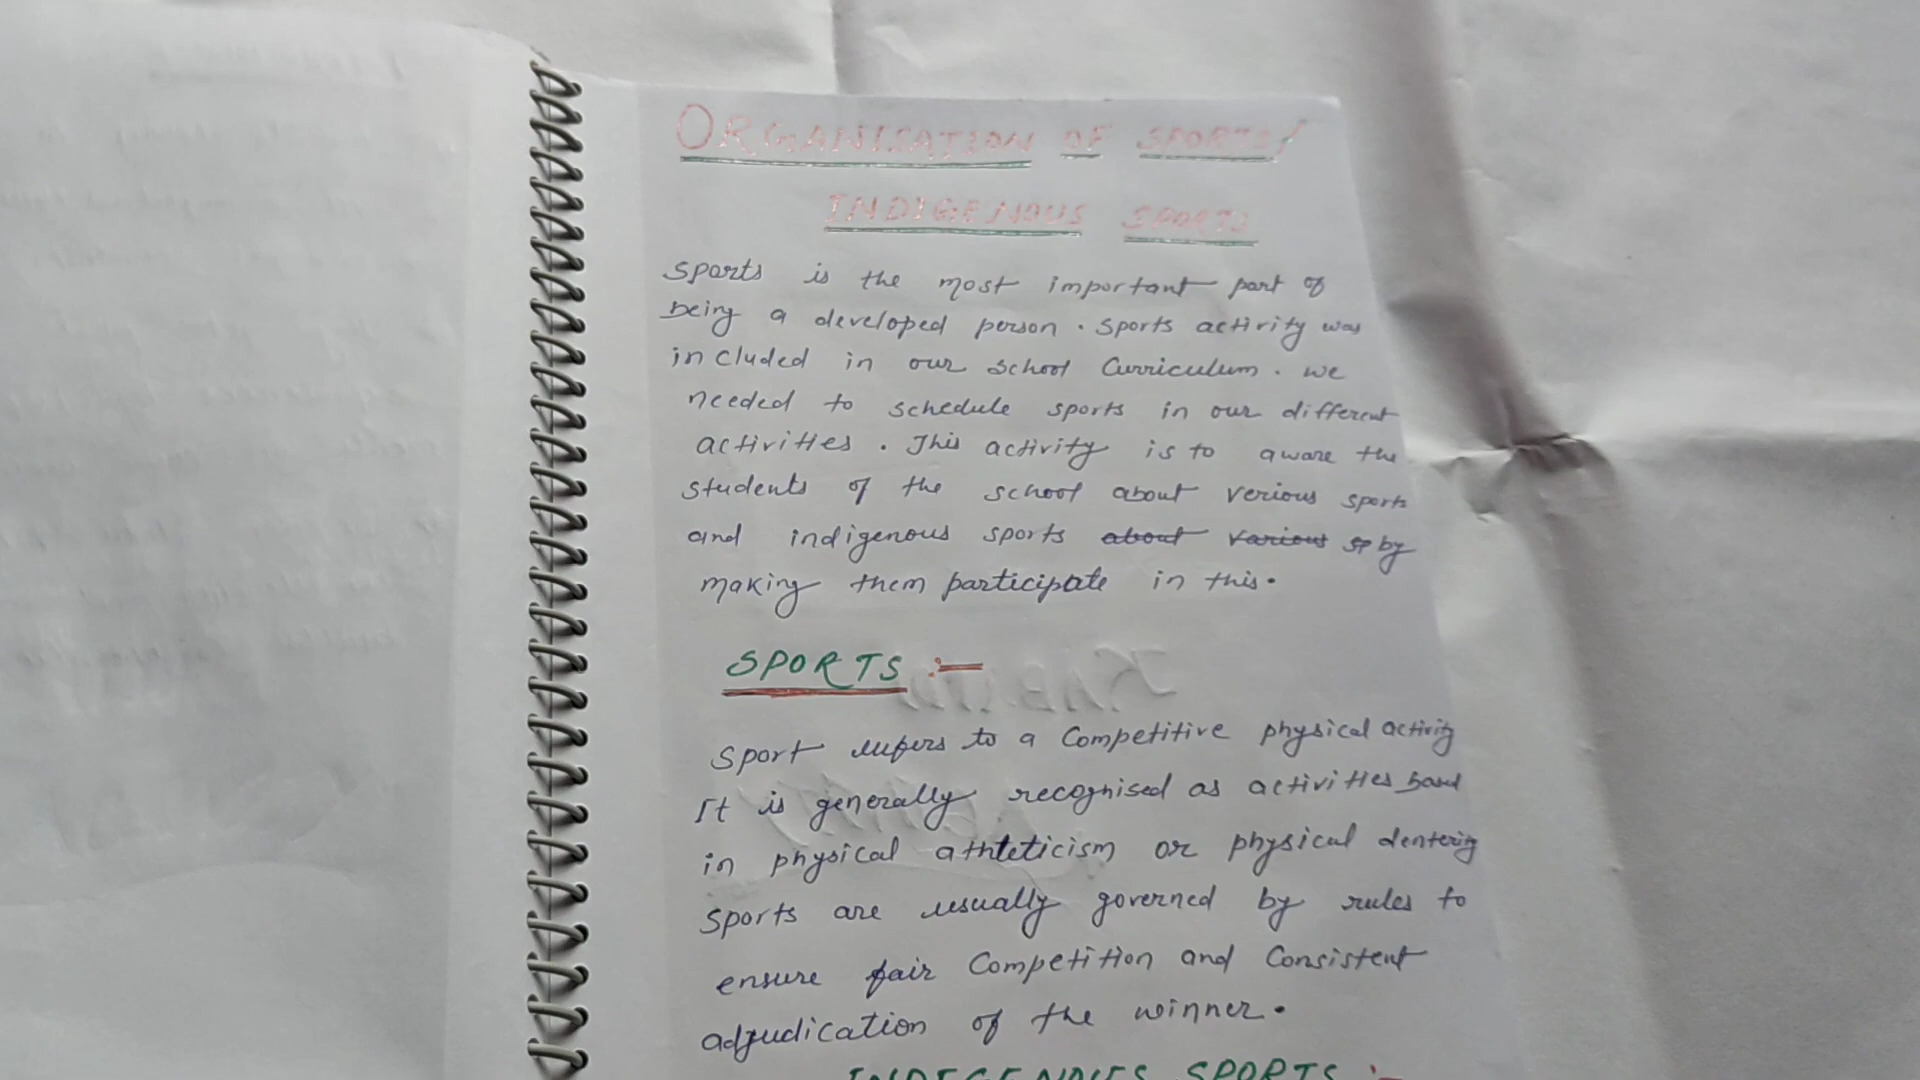 ORGANISATION OF SPORTS/
INDIGENOUS SPORTS
Sports is the most important part of
being a developed person. Sports activity was
included in our school Curriculum. we
needed to schedule sports in our different
activities. This activity is to aware the
students of the school about verious sports
and indigenous sports about various sp by
making them participate in this.
SPORTS :-
Sport refers to a Competitive physical activity
It is generally recognised as activities based
in physical athleticism or physical
Sports are usually governed by rules to
ensure fair Competition and Consistent
adjudication of the winner.
INDIGENOUS SPORTS :-